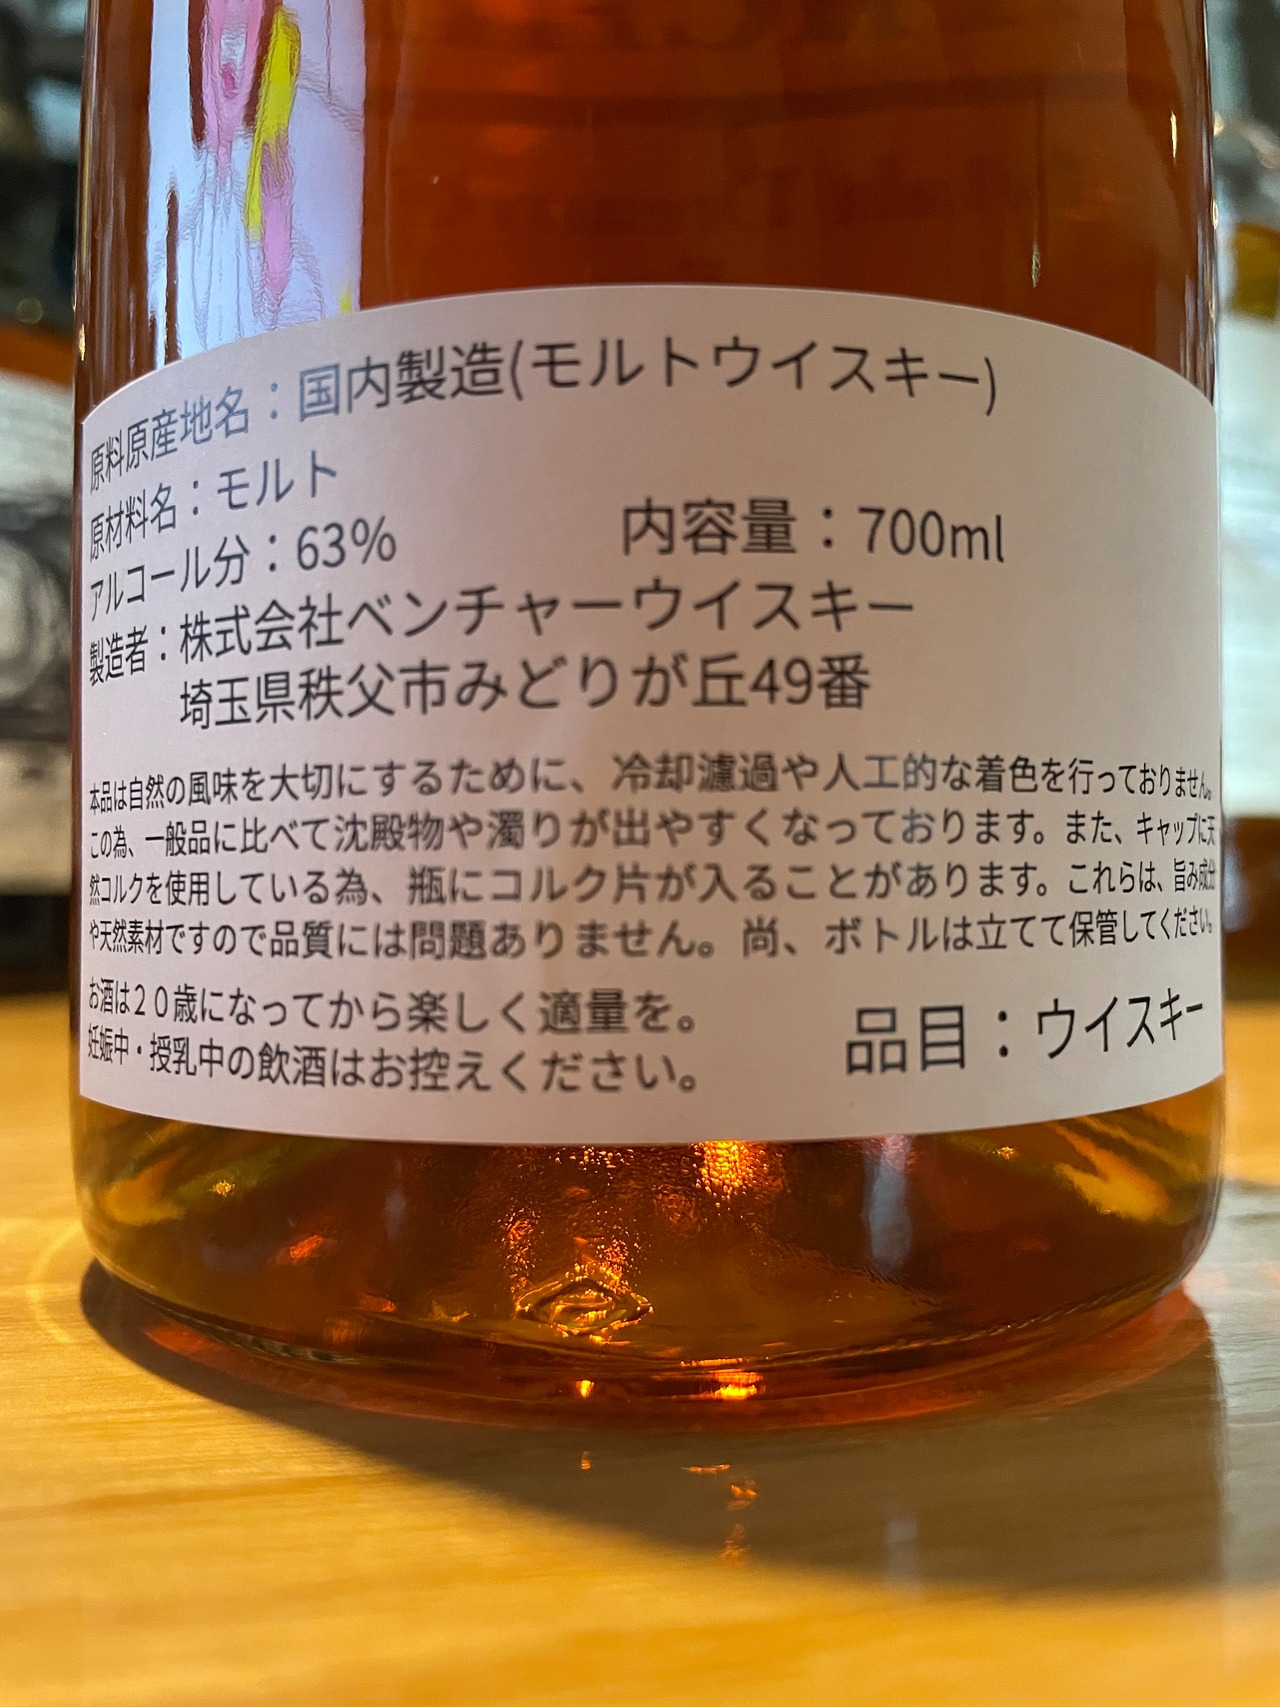 原料原産地名：国内製造(モルトウイスキー)
原材料名：モルト
アルコール分：63% 内容量：700ml
製造者：株式会社ベンチャーウイスキー
埼玉県秩父市みどりが丘49番
本品は自然の風味を大切にするために、冷却濾過や人工的な着色を行っておりません。
この為、一般品に比べて沈殿物や濁りが出やすくなっております。また、キャップに天
然コルクを使用している為、瓶にコルク片が入ることがあります。これらは、旨み成分
や天然素材ですので品質には問題ありません。尚、ボトルは立てて保管してください。
お酒は２０歳になってから楽しく適量を。
妊娠中・授乳中の飲酒はお控えください。
品目：ウイスキー